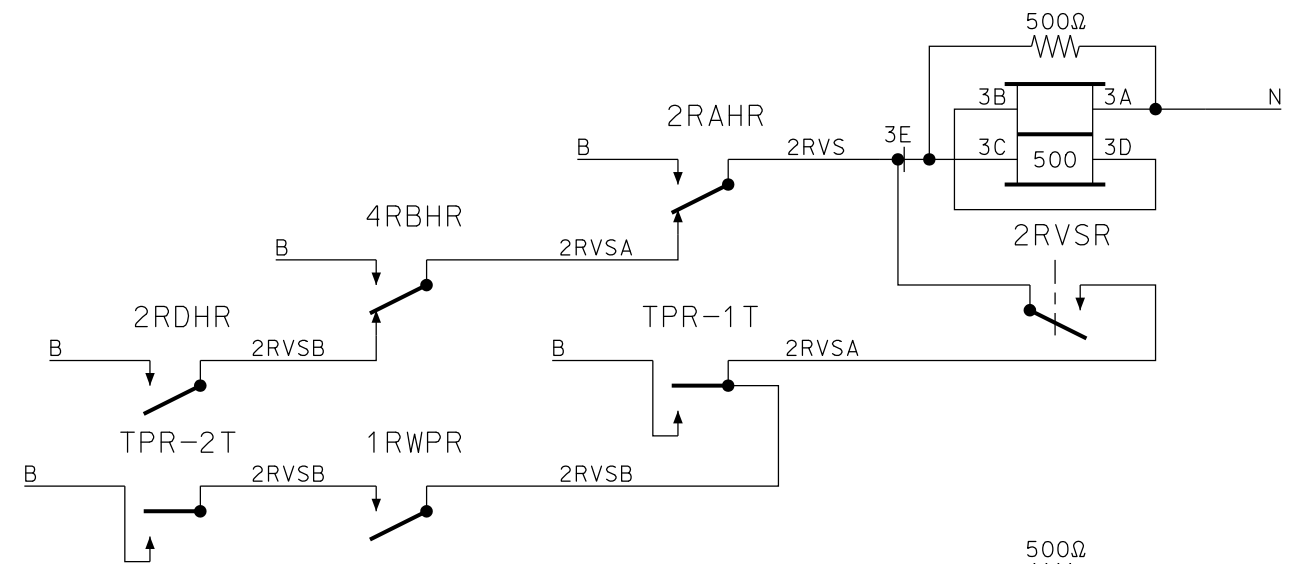 500Ω
3B 3A N
2RAHR
B 2RVS 3E 3C 500 3D
4RBHR
B 2RVSA 2RVSR
2RDHR TPR-1T
B 2RVSB B 2RVSA
TPR-2T 1RWPR
B 2RVSB 2RVSB
500Ω